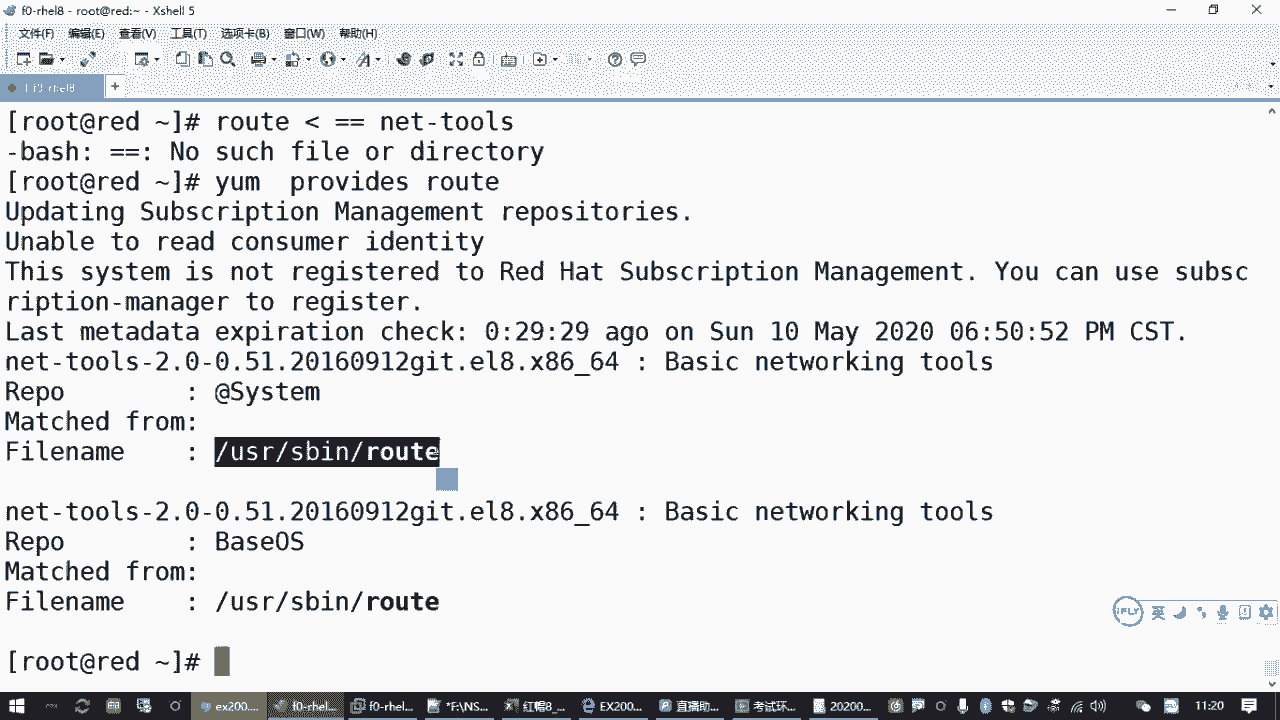 f0-rhel8 - root@red:~ - Xshell 5
文件(F) 编辑(E) 查看(V) 工具(T) 选项卡(B) 窗口(W) 帮助(H)
1 f0-rhel8
[root@red ~]# route < == net-tools
-bash: ==: No such file or directory
[root@red ~]# yum  provides route
Updating Subscription Management repositories.
Unable to read consumer identity
This system is not registered to Red Hat Subscription Management. You can use subsc
ription-manager to register.
Last metadata expiration check: 0:29:29 ago on Sun 10 May 2020 06:50:52 PM CST.
net-tools-2.0-0.51.20160912git.el8.x86_64 : Basic networking tools
Repo        : @System
Matched from:
Filename    : /usr/sbin/route
net-tools-2.0-0.51.20160912git.el8.x86_64 : Basic networking tools
Repo        : BaseOS
Matched from:
Filename    : /usr/sbin/route
[root@red ~]#
iFLY 英
ex200.... f0-rhel... f0-rhel... *F:\NS... 红帽8_... EX200... 直播助... 考试环... 20200... 11:20